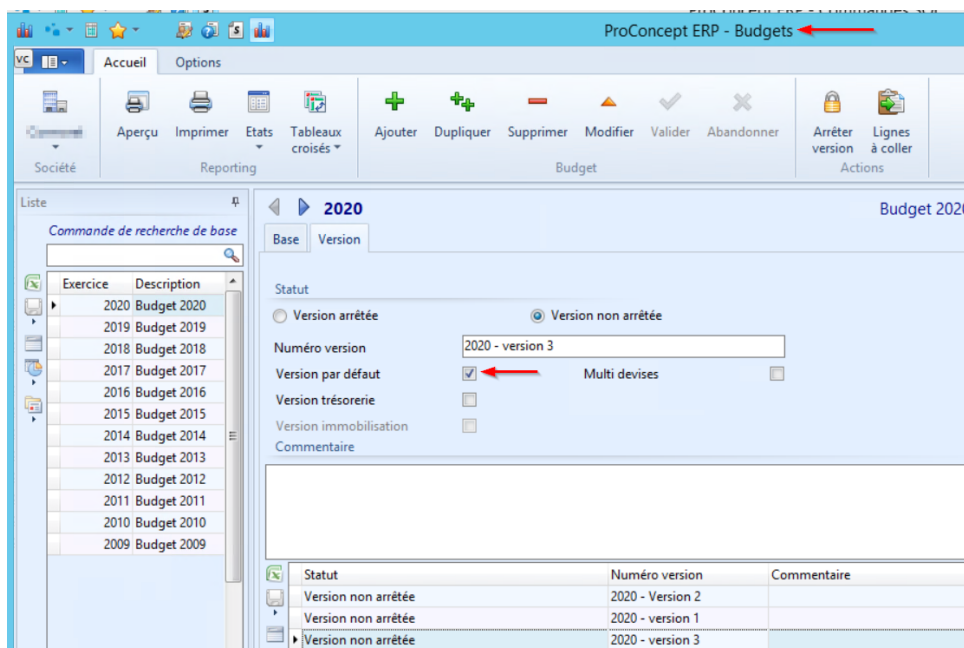 ProConcept ERP - Budgets
VC
Accueil Options
Aperçu Imprimer Etats Tableaux croisés Ajouter Dupliquer Supprimer Modifier Valider Abandonner Arrêter version Lignes à coller
Société Reporting Budget Actions
Liste
Commande de recherche de base
Exercice Description
2020 Budget 2020
2019 Budget 2019
2018 Budget 2018
2017 Budget 2017
2016 Budget 2016
2015 Budget 2015
2014 Budget 2014
2013 Budget 2013
2012 Budget 2012
2011 Budget 2011
2010 Budget 2010
2009 Budget 2009
2020 Budget 2020
Base Version
Statut
Version arrêtée Version non arrêtée
Numéro version 2020 - version 3
Version par défaut Multi devises
Version trésorerie
Version immobilisation
Commentaire
Statut Numéro version Commentaire
Version non arrêtée 2020 - Version 2
Version non arrêtée 2020 - version 1
Version non arrêtée 2020 - version 3